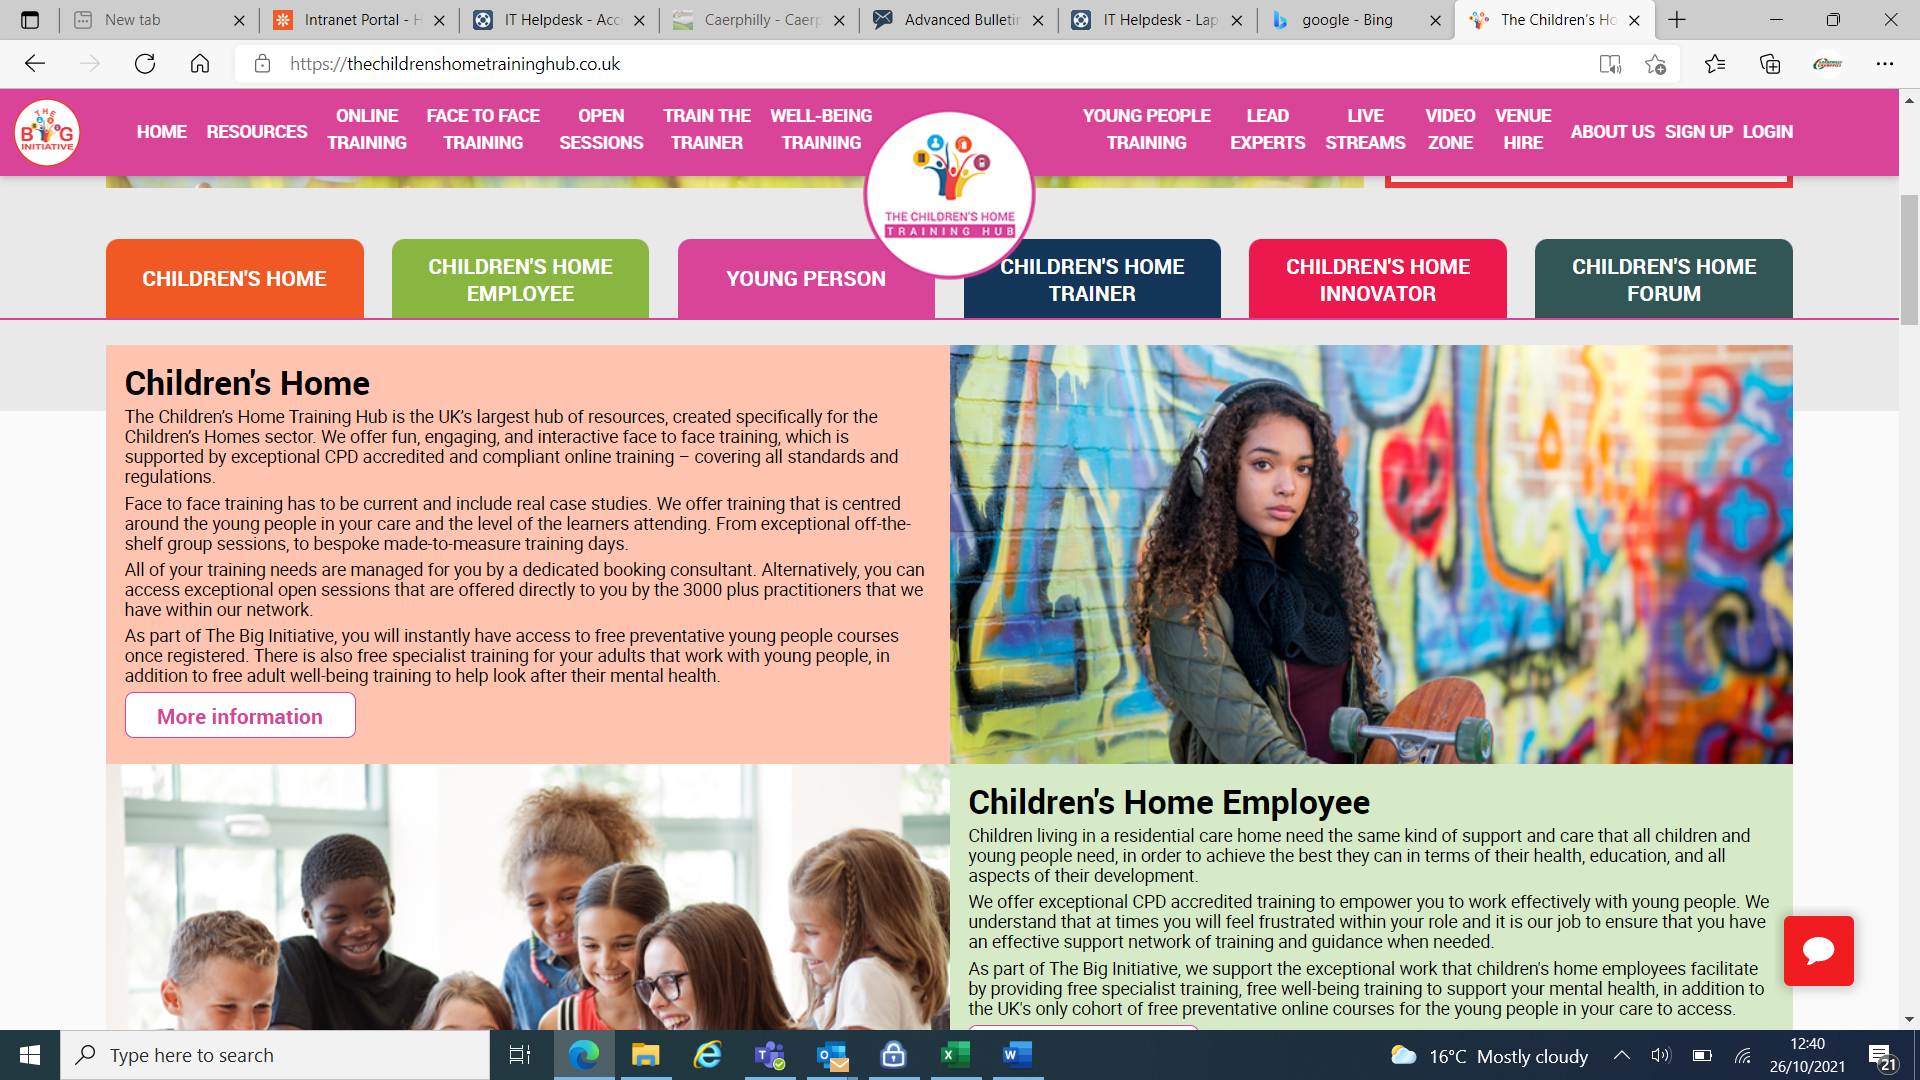 New tab
Intranet Portal - H
IT Helpdesk - Acc
Caerphilly - Caerp
Advanced Bulletin
IT Helpdesk - Lap
google - Bing
The Children's Ho
https://thechildrenshometraininghub.co.uk
THE
BIG
INITIATIVE
HOME
RESOURCES
ONLINE
TRAINING
FACE TO FACE
TRAINING
OPEN
SESSIONS
TRAIN THE
TRAINER
WELL-BEING
TRAINING
THE CHILDREN'S HOME
TRAINING HUB
YOUNG PEOPLE
TRAINING
LEAD
EXPERTS
LIVE
STREAMS
VIDEO
ZONE
VENUE
HIRE
ABOUT US
SIGN UP
LOGIN
CHILDREN'S HOME
CHILDREN'S HOME
EMPLOYEE
YOUNG PERSON
CHILDREN'S HOME
TRAINER
CHILDREN'S HOME
INNOVATOR
CHILDREN'S HOME
FORUM
Children's Home
The Children's Home Training Hub is the UK's largest hub of resources, created specifically for the
Children's Homes sector. We offer fun, engaging, and interactive face to face training, which is
supported by exceptional CPD accredited and compliant online training – covering all standards and
regulations.
Face to face training has to be current and include real case studies. We offer training that is centred
around the young people in your care and the level of the learners attending. From exceptional off-the-
shelf group sessions, to bespoke made-to-measure training days.
All of your training needs are managed for you by a dedicated booking consultant. Alternatively, you can
access exceptional open sessions that are offered directly to you by the 3000 plus practitioners that we
have within our network.
As part of The Big Initiative, you will instantly have access to free preventative young people courses
once registered. There is also free specialist training for your adults that work with young people, in
addition to free adult well-being training to help look after their mental health.
More information
Children's Home Employee
Children living in a residential care home need the same kind of support and care that all children and
young people need, in order to achieve the best they can in terms of their health, education, and all
aspects of their development.
We offer exceptional CPD accredited training to empower you to work effectively with young people. We
understand that at times you will feel frustrated within your role and it is our job to ensure that you have
an effective support network of training and guidance when needed.
As part of The Big Initiative, we support the exceptional work that children's home employees facilitate
by providing free specialist training, free well-being training to support your mental health, in addition to
the UK's only cohort of free preventative online courses for the young people in your care to access.
Type here to search
16°C Mostly cloudy
12:40
26/10/2021
21